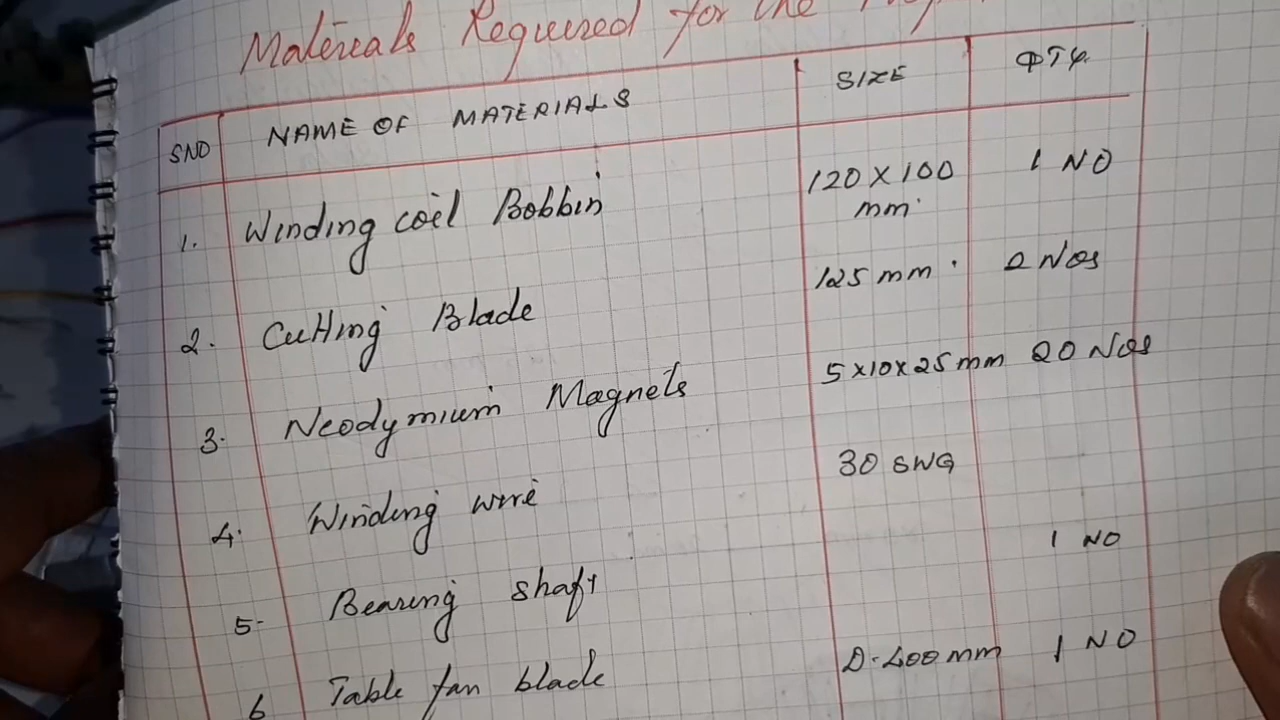 Materials Required for the
SNO NAME OF MATERIALS SIZE QTY.
1. Winding coil Bobbin 120 X 100 mm. 1 NO
2. Cutting Blade 125 mm. 2 Nos
3. Neodymium Magnets 5x10x25 mm 20 Nos
4. Winding wire 30 SWG
5- Bearing shaft 1 NO
6 Table fan blade D-400 mm 1 NO